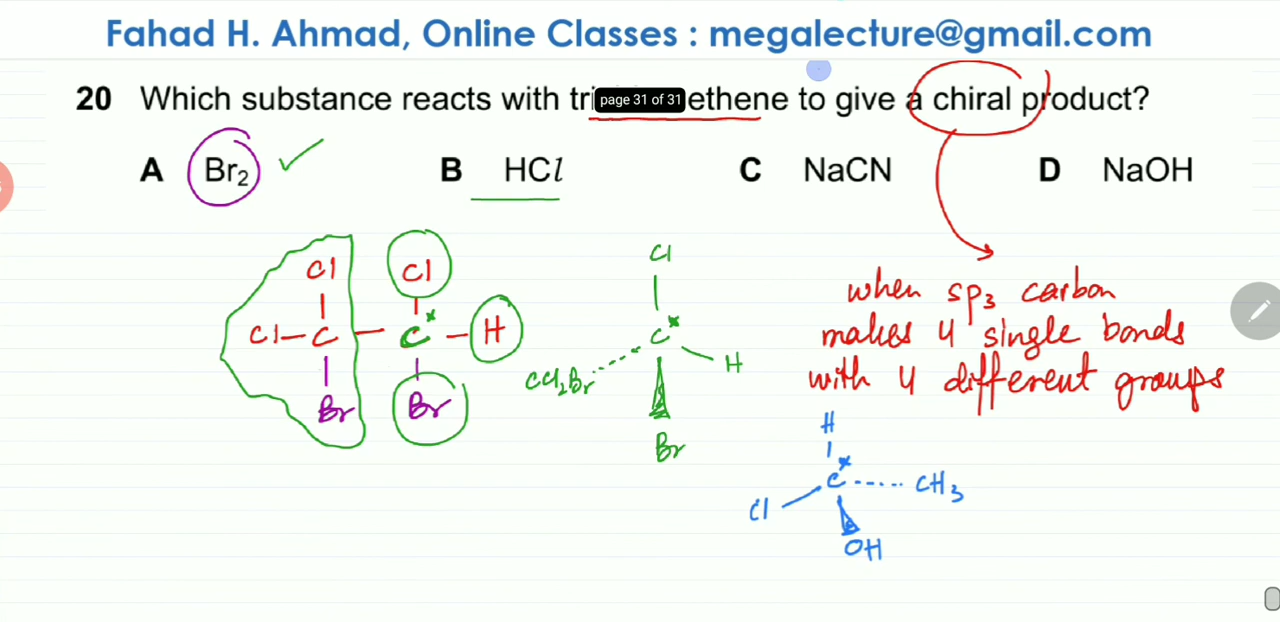 Fahad H. Ahmad, Online Classes : megalecture@gmail.com
20 Which substance reacts with tri page 31 of 31 ethene to give a chiral product?
A Br2 B HCl C NaCN D NaOH
Cl Cl Cl
Cl C C* H C* H
CCl2Br
Br Br Br
when sp3 carbon
makes 4 single bonds
with 4 different groups
H
C* CH3
Cl
OH